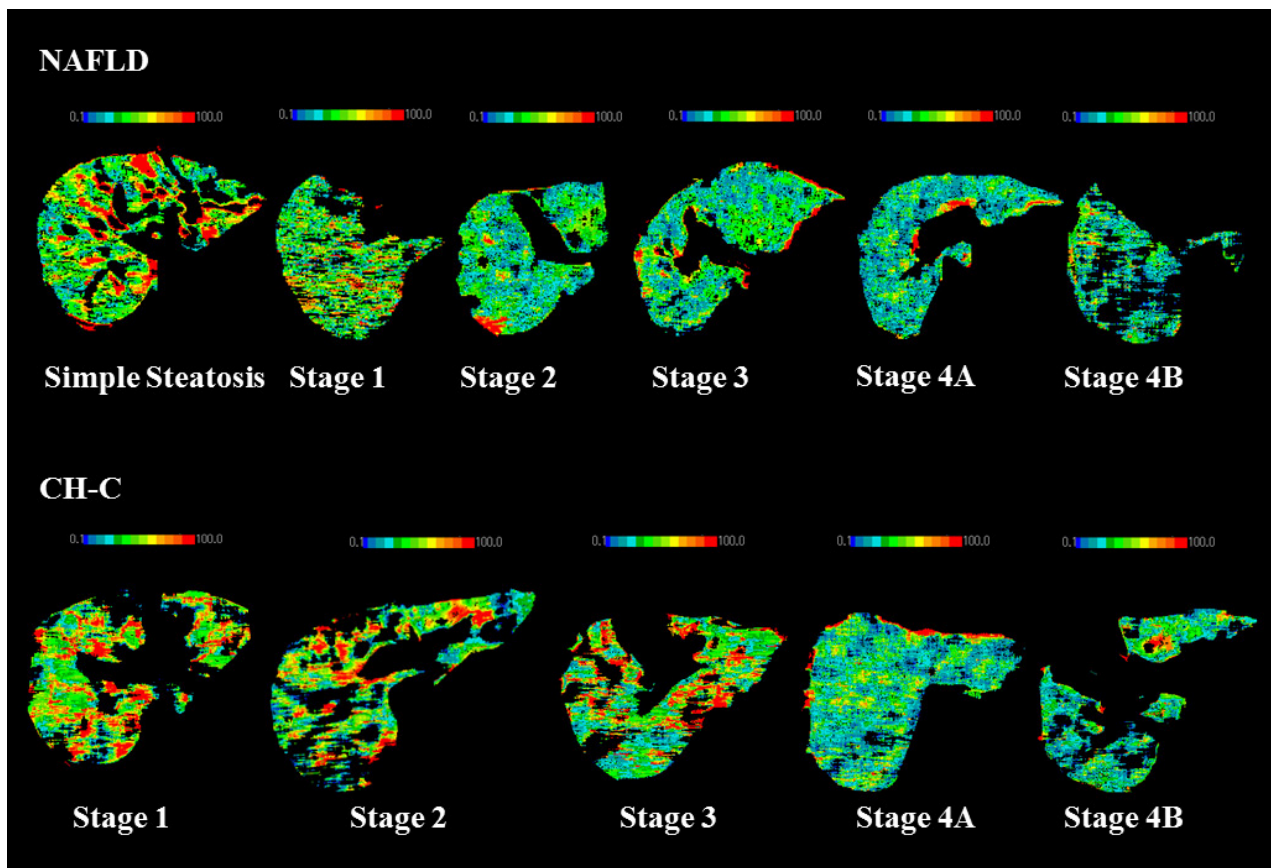 NAFLD
0.1 100.0 0.1 100.0 0.1 100.0 0.1 100.0 0.1 100.0 0.1 100.0
Simple Steatosis Stage 1 Stage 2 Stage 3 Stage 4A Stage 4B
CH-C
0.1 100.0 0.1 100.0 0.1 100.0 0.1 100.0 0.1 100.0
Stage 1 Stage 2 Stage 3 Stage 4A Stage 4B